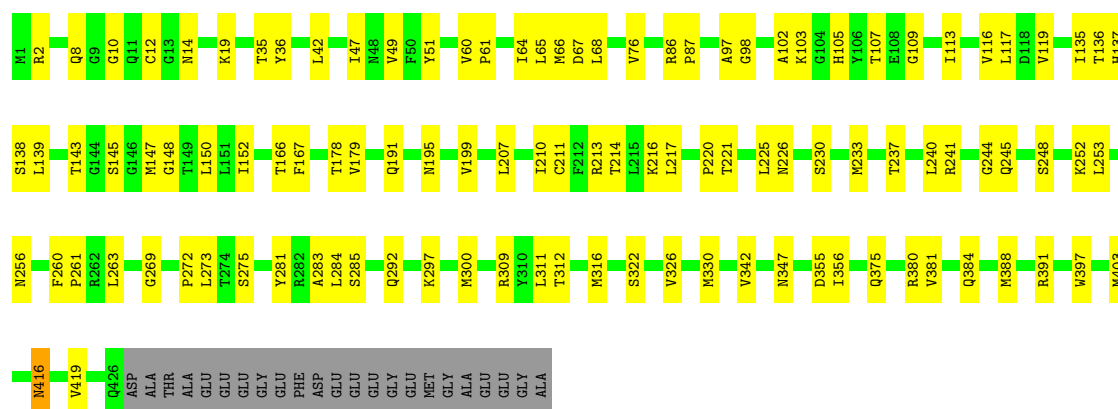 M1 R2 Q8 G9 G10 Q11 C12 G13 N14 K19 T35 Y36 L42 I47 N48 V49 F50 Y51 V60 P61 I64 L65 M66 D67 L68 V76 R86 P87 A97 G98 A102 K103 G104 H105 Y106 T107 E108 G109 I113 V116 L117 D118 V119 I135 T136 H137
S138 L139 T143 G144 S145 G146 M147 G148 T149 L150 L151 I152 T166 F167 T178 V179 Q191 N195 V199 L207 I210 C211 F212 R213 T214 L215 K216 L217 P220 T221 L225 N226 S230 M233 T237 L240 R241 G244 Q245 S248 K252 L253
N256 F260 P261 R262 L263 G269 P272 L273 T274 S275 Y281 R282 A283 L284 S285 Q292 K297 M300 R309 Y310 L311 T312 M316 S322 V326 M330 V342 N347 D355 I356 Q375 R380 V381 Q384 M388 R391 W397 M403
N416 V419 Q426 ASP ALA THR ALA GLU GLU GLU GLY GLU PHE ASP GLU GLU GLU GLY GLU GLU MET GLY ALA GLU GLU GLY ALA